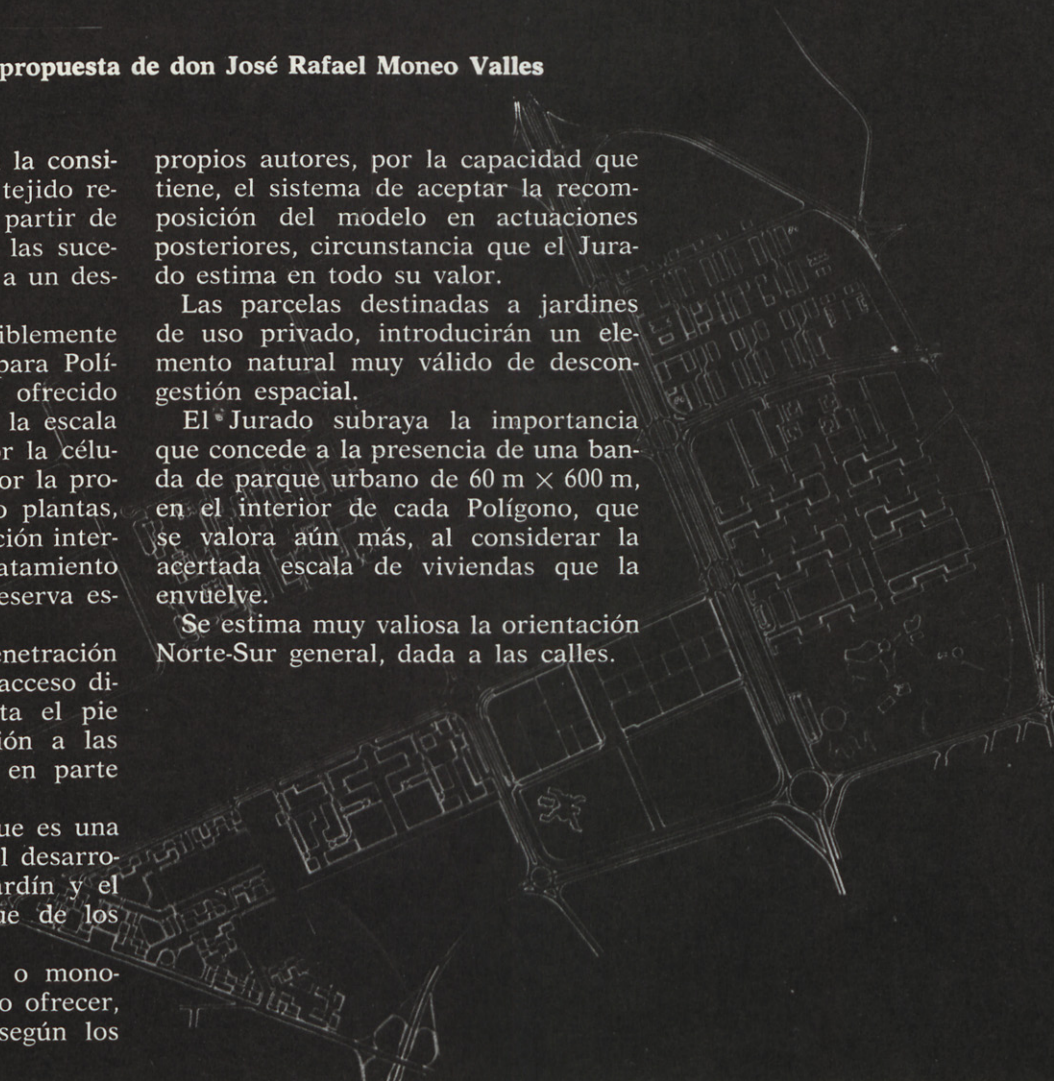 propuesta de don José Rafael Moneo Valles
la consi-
tejido re-
partir de
las suce-
a un des-
iblemente
para Polí-
ofrecido
la escala
r la célu-
or la pro-
o plantas,
ción inter-
atamiento
eserva es-
enetración
acceso di-
ta el pie
ión a las
en parte
ue es una
l desarro-
ardín y el
ue de los
o mono-
o ofrecer,
según los
propios autores, por la capacidad que
tiene, el sistema de aceptar la recom-
posición del modelo en actuaciones
posteriores, circunstancia que el Jura-
do estima en todo su valor.
Las parcelas destinadas a jardines
de uso privado, introducirán un ele-
mento natural muy válido de descon-
gestión espacial.
El Jurado subraya la importancia
que concede a la presencia de una ban-
da de parque urbano de 60 m × 600 m,
en el interior de cada Polígono, que
se valora aún más, al considerar la
acertada escala de viviendas que la
envuelve.
Se estima muy valiosa la orientación
Norte-Sur general, dada a las calles.